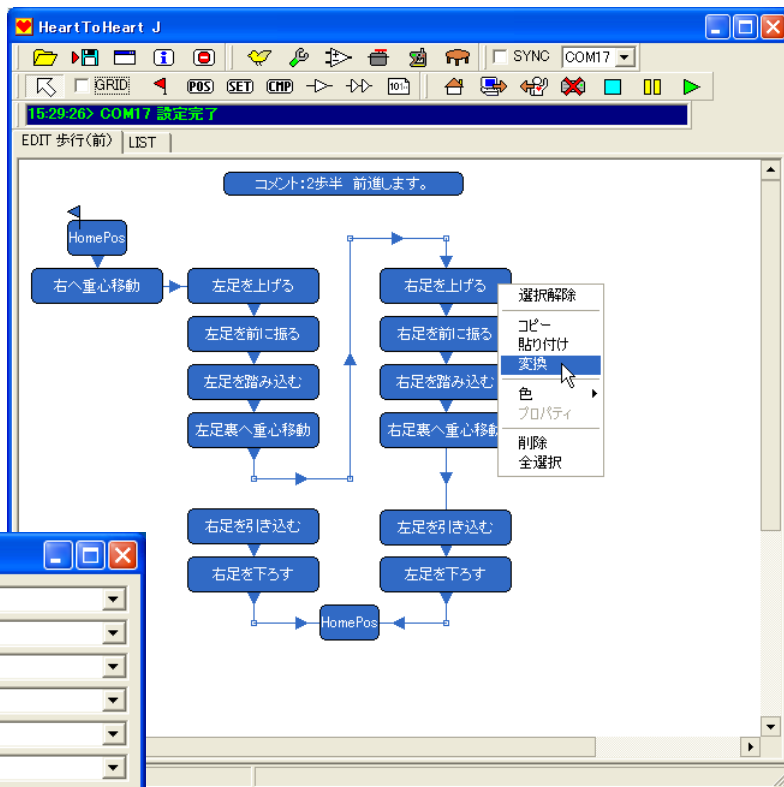 HeartToHeart J
SYNC COM17
GRID POS SET CMP 101
15:29:26> COM17 設定完了
EDIT 歩行(前) LIST
コメント:2歩半 前進します。
HomePos
右へ重心移動
左足を上げる
左足を前に振る
左足を踏み込む
左足裏へ重心移動
右足を引き込む
右足を下ろす
右足を上げる
右足を前に振る
右足を踏み込む
右足裏へ重心移動
左足を引き込む
左足を下ろす
HomePos
選択解除
コピー
貼り付け
変換
色
プロパティ
削除
全選択